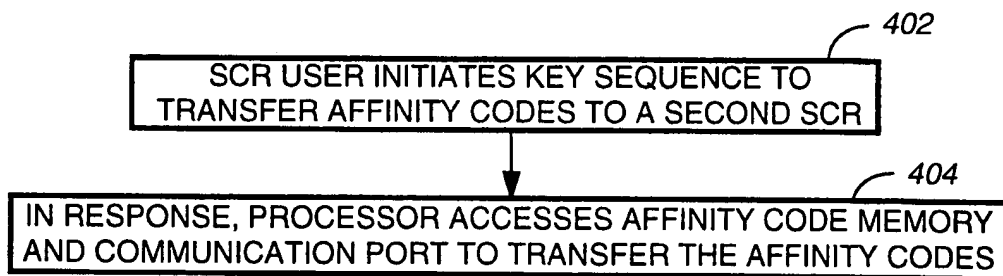 402
SCR USER INITIATES KEY SEQUENCE TO
TRANSFER AFFINITY CODES TO A SECOND SCR
404
IN RESPONSE, PROCESSOR ACCESSES AFFINITY CODE MEMORY
AND COMMUNICATION PORT TO TRANSFER THE AFFINITY CODES